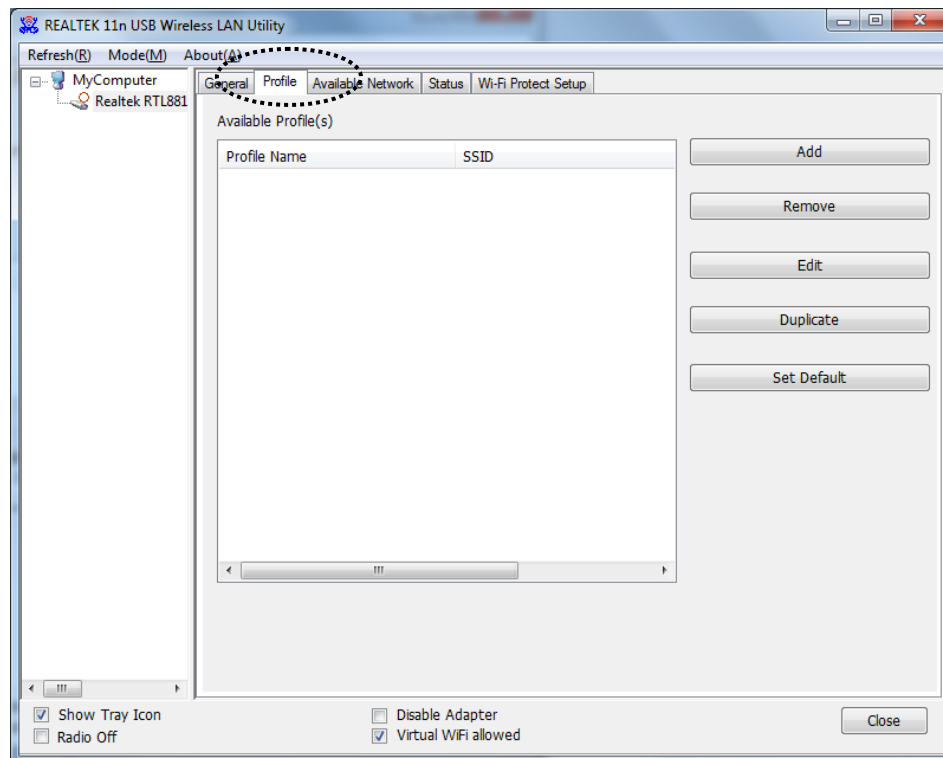 REALTEK 11n USB Wireless LAN Utility
Refresh(R) Mode(M) About(A)
MyComputer
Realtek RTL881
General Profile Available Network Status Wi-Fi Protect Setup
Available Profile(s)
Profile Name SSID
Add
Remove
Edit
Duplicate
Set Default
Show Tray Icon
Radio Off
Disable Adapter
Virtual WiFi allowed
Close